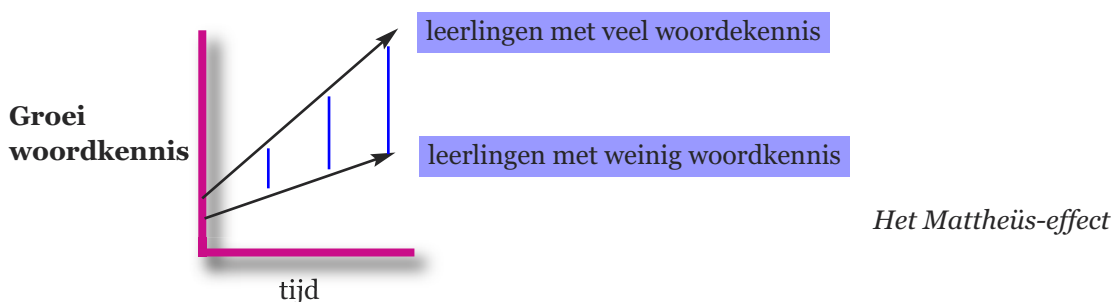 leerlingen met veel woordekennis
Groei
woordkennis
leerlingen met weinig woordkennis
Het Mattheüs-effect
tijd